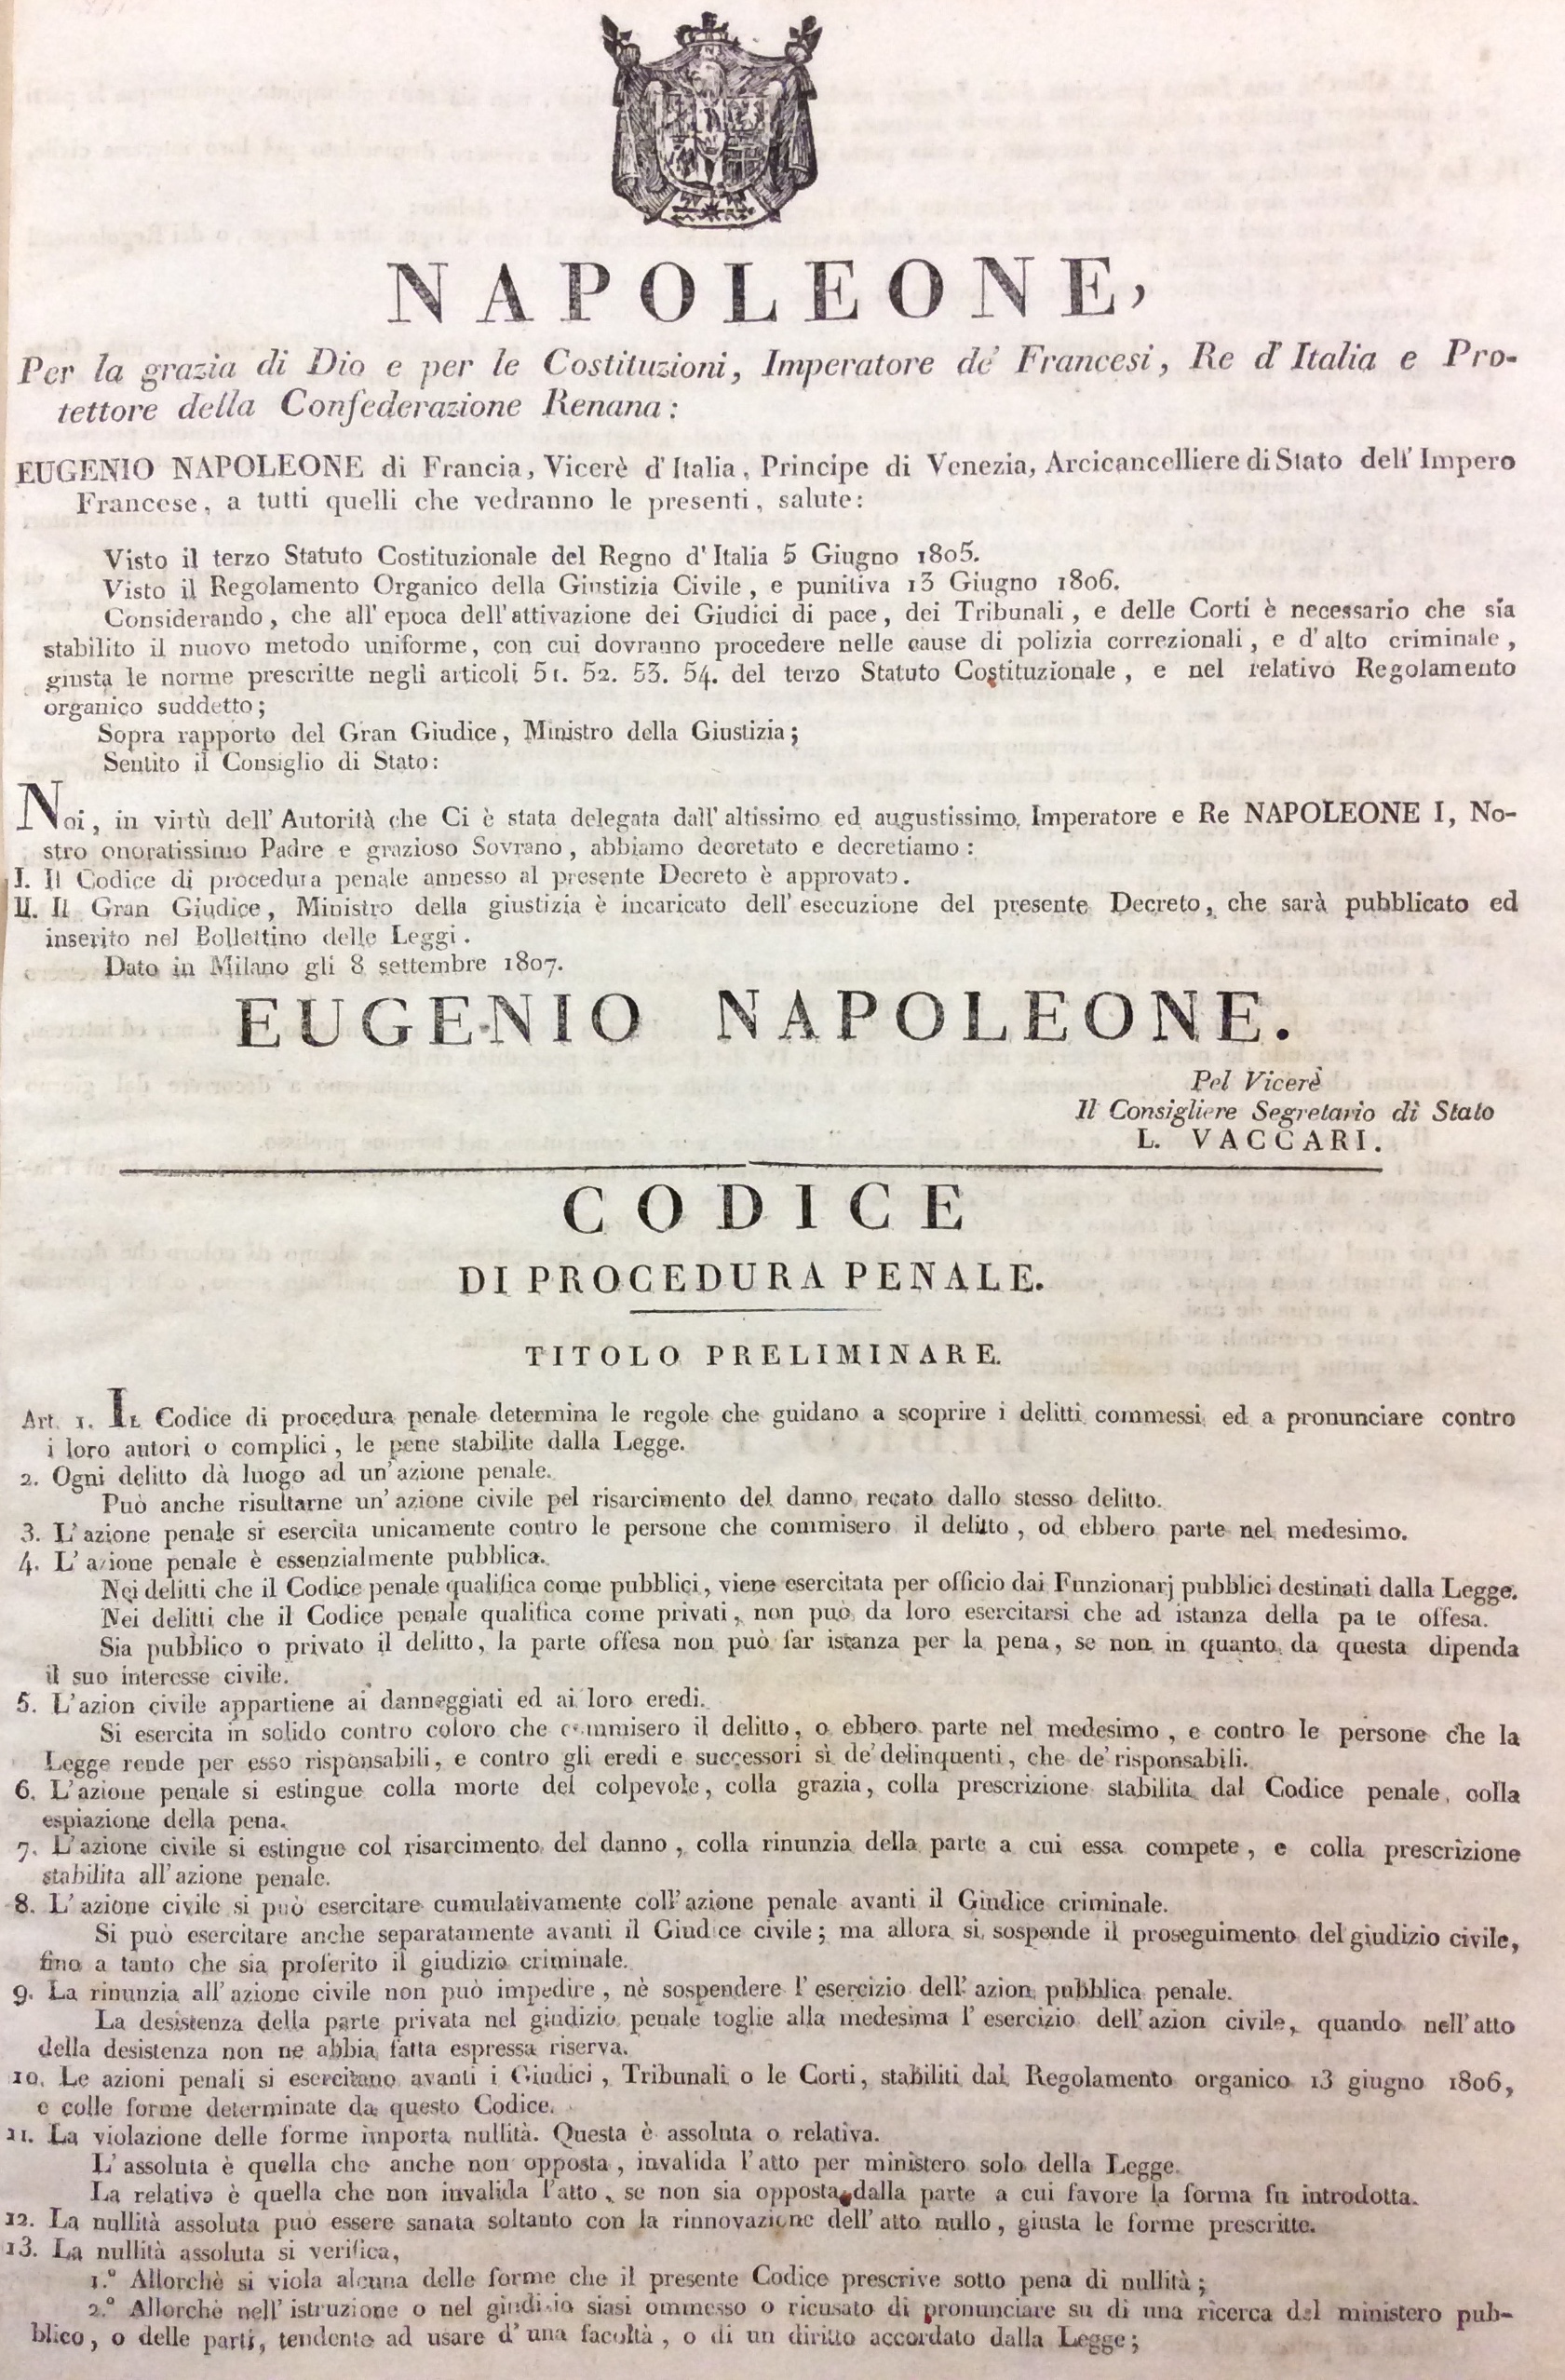 NAPOLEONE,
Per la grazia di Dio e per le Costituzioni, Imperatore de' Francesi, Re d'Italia e Pro-
tettore della Confederazione Renana:
EUGENIO NAPOLEONE di Francia, Vicerè d'Italia, Principe di Venezia, Arcicancelliere di Stato dell'Impero
Francese, a tutti quelli che vedranno le presenti, salute:
Visto il terzo Statuto Costituzionale del Regno d'Italia 5 Giugno 1805.
Visto il Regolamento Organico della Giustizia Civile, e punitiva 13 Giugno 1806.
Considerando, che all'epoca dell'attivazione dei Giudici di pace, dei Tribunali, e delle Corti è necessario che sia
stabilito il nuovo metodo uniforme, con cui dovranno procedere nelle cause di polizia correzionali, e d'alto criminale,
giusta le norme prescritte negli articoli 51. 52. 53. 54. del terzo Statuto Costituzionale, e nel relativo Regolamento
organico suddetto;
Sopra rapporto del Gran Giudice, Ministro della Giustizia;
Sentito il Consiglio di Stato:
Noi, in virtù dell'Autorità che Ci è stata delegata dall'altissimo ed augustissimo, Imperatore e Re NAPOLEONE I, No-
stro onoratissimo Padre e grazioso Sovrano, abbiamo decretato e decretiamo:
I. Il Codice di procedura penale annesso al presente Decreto è approvato.
II. Il Gran Giudice, Ministro della giustizia è incaricato dell'esecuzione del presente Decreto, che sarà pubblicato ed
inserito nel Bollettino delle Leggi.
Dato in Milano gli 8 settembre 1807.
EUGENIO NAPOLEONE.
Pel Vicerè
Il Consigliere Segretario di Stato
L. VACCARI.
CODICE
DI PROCEDURA PENALE.
TITOLO PRELIMINARE.
Art. 1. IL Codice di procedura penale determina le regole che guidano a scoprire i delitti commessi ed a pronunciare contro
i loro autori o complici, le pene stabilite dalla Legge.
2. Ogni delitto dà luogo ad un'azione penale.
Può anche risultarne un'azione civile pel risarcimento del danno recato dallo stesso delitto.
3. L'azione penale si esercita unicamente contro le persone che commisero il delitto, od ebbero parte nel medesimo.
4. L'azione penale è essenzialmente pubblica.
Nei delitti che il Codice penale qualifica come pubblici, viene esercitata per officio dai Funzionarj pubblici destinati dalla Legge.
Nei delitti che il Codice penale qualifica come privati, non può da loro esercitarsi che ad istanza della pa te offesa.
Sia pubblico o privato il delitto, la parte offesa non può far istanza per la pena, se non in quanto da questa dipenda
il suo interesse civile.
5. L'azion civile appartiene ai danneggiati ed ai loro eredi.
Si esercita in solido contro coloro che commisero il delitto, o ebbero parte nel medesimo, e contro le persone che la
Legge rende per esso risponsabili, e contro gli eredi e successori sì de' delinquenti, che de' risponsabili.
6. L'azione penale si estingue colla morte del colpevole, colla grazia, colla prescrizione stabilita dal Codice penale, colla
espiazione della pena.
7. L'azione civile si estingue col risarcimento del danno, colla rinunzia della parte a cui essa compete, e colla prescrizione
stabilita all'azione penale.
8. L'azione civile si può esercitare cumulativamente coll'azione penale avanti il Giudice criminale.
Si può esercitare anche separatamente avanti il Giudice civile; ma allora si sospende il proseguimento del giudizio civile,
fino a tanto che sia proferito il giudizio criminale.
9. La rinunzia all'azione civile non può impedire, nè sospendere l'esercizio dell'azion pubblica penale.
La desistenza della parte privata nel giudizio penale toglie alla medesima l'esercizio dell'azion civile, quando nell'atto
della desistenza non ne abbia fatta espressa riserva.
10. Le azioni penali si esercitano avanti i Giudici, Tribunali o le Corti, stabiliti dal Regolamento organico 13 giugno 1806,
e colle forme determinate da questo Codice.
11. La violazione delle forme importa nullità. Questa è assoluta o relativa.
L'assoluta è quella che anche non opposta, invalida l'atto per ministero solo della Legge.
La relativa è quella che non invalida l'atto, se non sia opposta dalla parte a cui favore la forma fu introdotta.
12. La nullità assoluta può essere sanata soltanto con la rinnovazione dell'atto nullo, giusta le forme prescritte.
13. La nullità assoluta si verifica,
1.º Allorchè si viola alcuna delle forme che il presente Codice prescrive sotto pena di nullità;
2.º Allorchè nell'istruzione o nel giudizio siasi ommesso o ricusato di pronunciare su di una ricerca del ministero pub-
blico, o delle parti, tendente ad usare d'una facoltà, o di un diritto accordato dalla Legge;